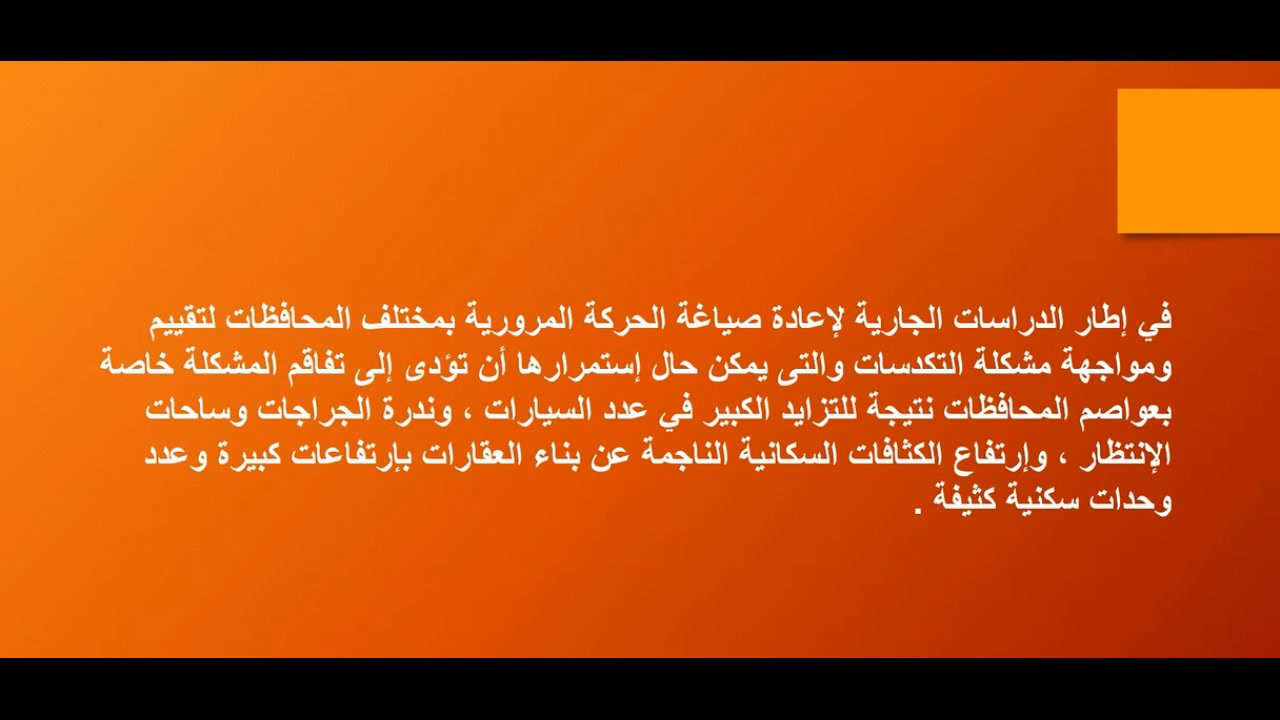 في إطار الدراسات الجارية لإعادة صياغة الحركة المرورية بمختلف المحافظات لتقييم
ومواجهة مشكلة التكدسات والتى يمكن حال إستمرارها أن تؤدى إلى تفاقم المشكلة خاصة
بعواصم المحافظات نتيجة للتزايد الكبير في عدد السيارات ، وندرة الجراجات وساحات
الإنتظار ، وإرتفاع الكثافات السكانية الناجمة عن بناء العقارات بإرتفاعات كبيرة وعدد
وحدات سكنية كثيفة .